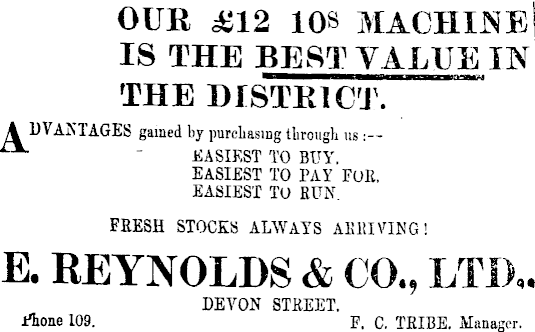 OUR £12 10s MACHINE
IS THE BEST VALUE IN
THE DISTRICT.
ADVANTAGES gained by purchasing through us :--
EASIEST TO BUY.
EASIEST TO PAY FOR.
EASIEST TO RUN.
FRESH STOCKS ALWAYS ARRIVING!
E. REYNOLDS & CO., LTD.,
DEVON STREET.
Phone 109. F. C. TRIBE, Manager.